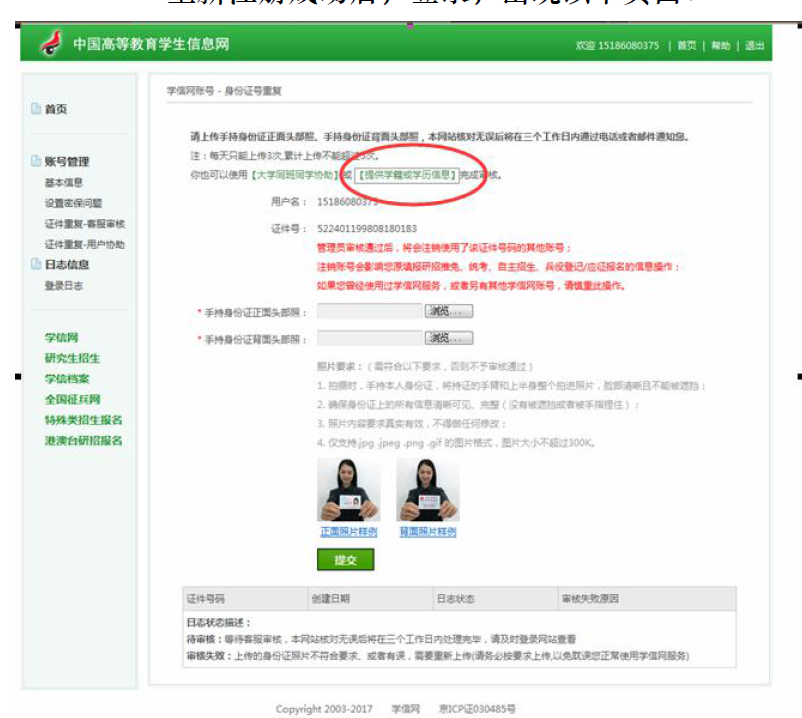 中国高等教育学生信息网
欢迎 15186080375 | 首页 | 帮助 | 退出
首页
账号管理
基本信息
设置密保问题
证件重复-客服审核
证件重复-用户协助
日志信息
登录日志
学信网
研究生招生
学信档案
全国征兵网
特殊类招生报名
港澳台研招报名
学信网账号 - 身份证号重复
请上传手持身份证正面头部照、手持身份证背面头部照,本网站核对无误后将在三个工作日内通过电话或者邮件通知您。
注:每天只能上传3次,累计上传不能超过5次。
你也可以使用【大学同班同学协助】或【提供学籍或学历信息】完成审核。
用户名: 15186080375
证件号: 522401199808180183
管理员审核通过后,将会注销使用了该证件号码的其他账号;
注销账号会影响您原填报研招推免、统考、自主招生、兵役登记/应征报名的信息操作;
如果您曾经使用过学信网服务,或者另有其他学信网账号,请慎重此操作。
* 手持身份证正面头部照: 浏览...
* 手持身份证背面头部照: 浏览...
照片要求:(需符合以下要求,否则不予审核通过)
1. 拍摄时,手持本人身份证,将持证的手臂和上半身整个拍进照片,脸部清晰且不能被遮挡;
2. 确保身份证上的所有信息清晰可见、完整(没有被遮挡或者被手指捏住);
3. 照片内容要求真实有效,不得做任何修改;
4. 仅支持.jpg .jpeg .png .gif 的图片格式,图片大小不超过300K。
正面照片样例 背面照片样例
提交
证件号码 创建日期 日志状态 审核失败原因
日志状态描述:
待审核:等待客服审核,本网站核对无误后将在三个工作日内处理完毕,请及时登录网站查看
审核失败:上传的身份证照片不符合要求、或者有误,需要重新上传(请务必按要求上传,以免耽误您正常使用学信网服务)
Copyright 2003-2017 学信网 京ICP证030485号